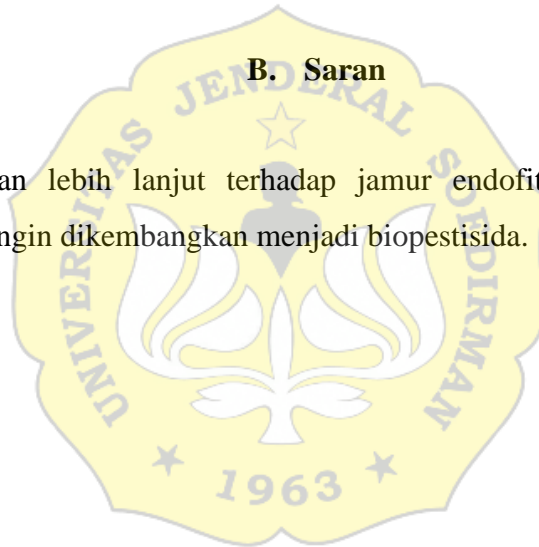 B. Saran
an lebih lanjut terhadap jamur endofit
ngin dikembangkan menjadi biopestisida.
UNIVERSITAS JENDERAL SOEDIRMAN
1963